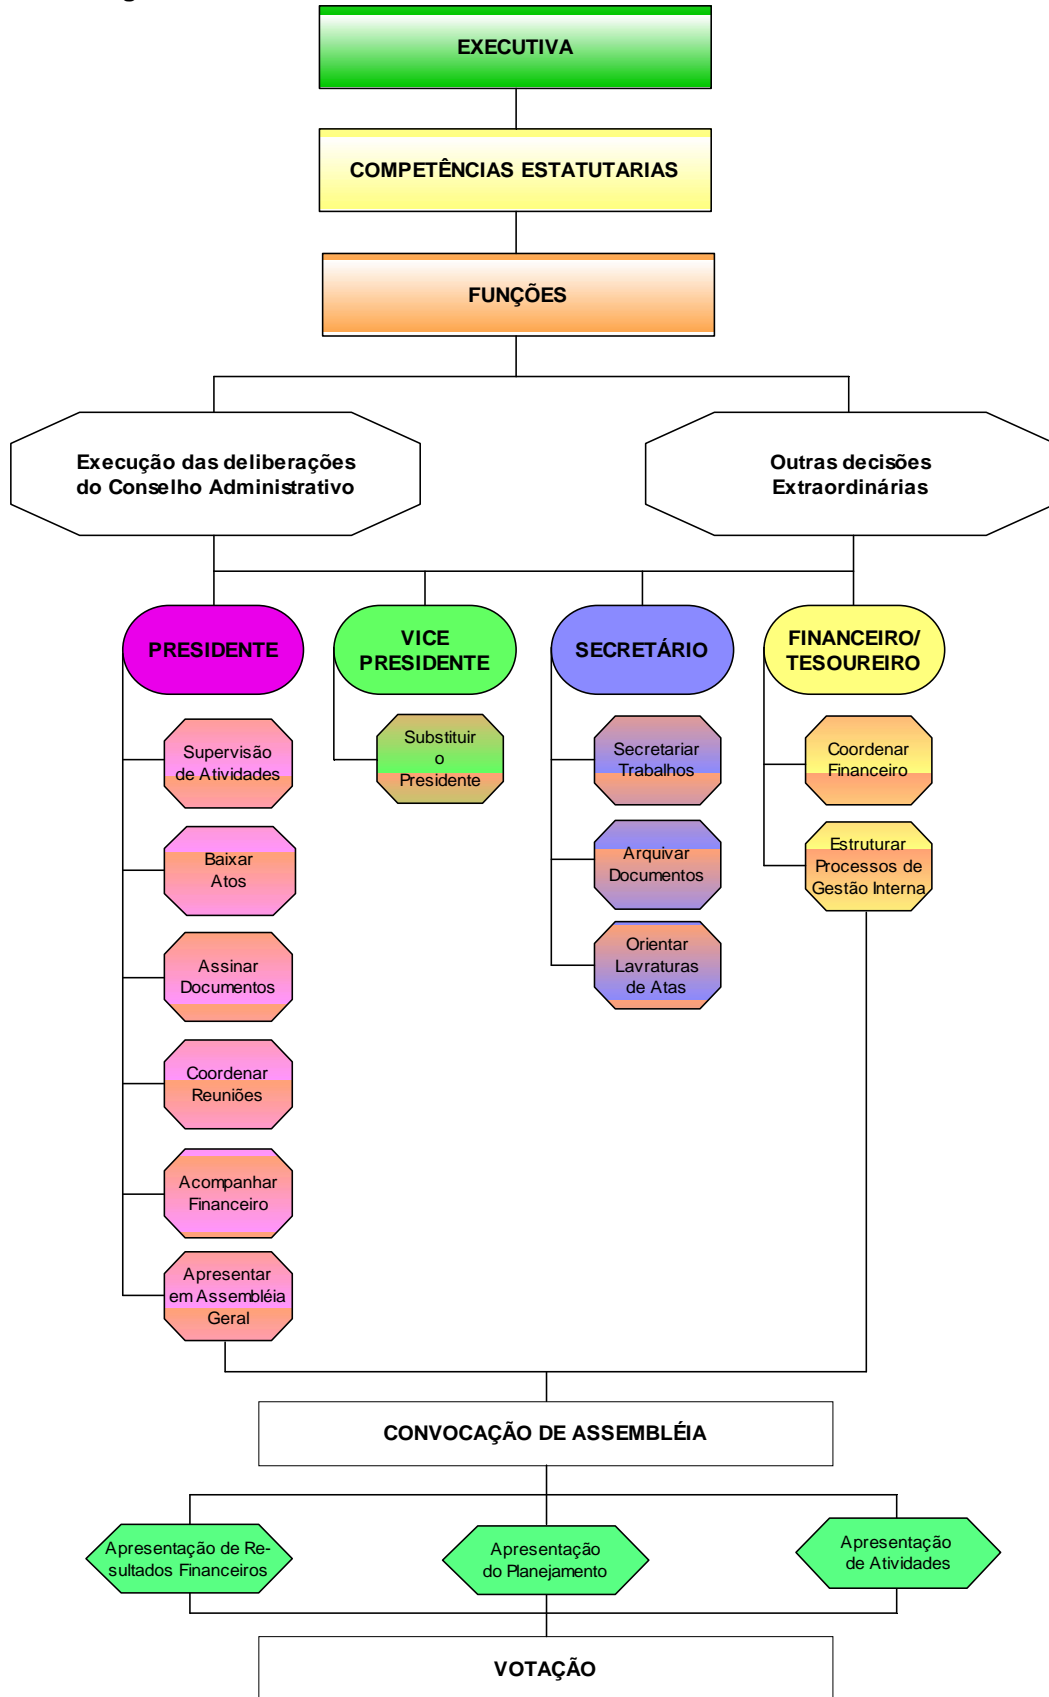 EXECUTIVA
COMPETÊNCIAS ESTATUTARIAS
FUNÇÕES
Execução das deliberações
do Conselho Administrativo
Outras decisões
Extraordinárias
PRESIDENTE
VICE
PRESIDENTE
SECRETÁRIO
FINANCEIRO/
TESOUREIRO
Supervisão
de Atividades
Baixar
Atos
Assinar
Documentos
Coordenar
Reuniões
Acompanhar
Financeiro
Apresentar
em Assembléia
Geral
Substituir
o
Presidente
Secretariar
Trabalhos
Arquivar
Documentos
Orientar
Lavraturas
de Atas
Coordenar
Financeiro
Estruturar
Processos de
Gestão Interna
CONVOCAÇÃO DE ASSEMBLÉIA
Apresentação de Re-
sultados Financeiros
Apresentação
do Planejamento
Apresentação
de Atividades
VOTAÇÃO